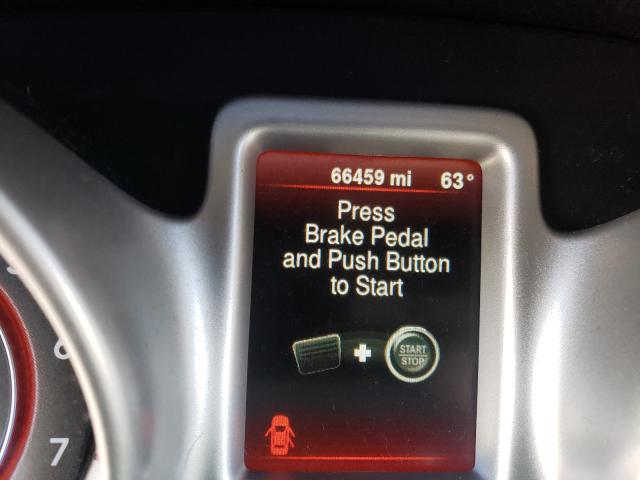 66459 mi 63°
Press
Brake Pedal
and Push Button
to Start
START
STOP
6
7